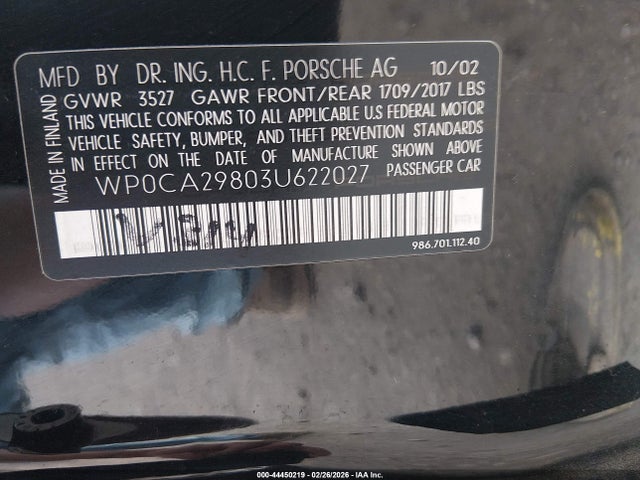 MFD BY DR. ING. H.C. F. PORSCHE AG 10/02
GVWR 3527 GAWR FRONT/REAR 1709/2017 LBS
THIS VEHICLE CONFORMS TO ALL APPLICABLE U.S. FEDERAL MOTOR
VEHICLE SAFETY, BUMPER, AND THEFT PREVENTION STANDARDS
IN EFFECT ON THE DATE OF MANUFACTURE SHOWN ABOVE
WP0CA29803U622027 PASSENGER CAR
MADE IN FINLAND
986.701.112.40
000-44450219 - 02/26/2026 - IAA Inc.